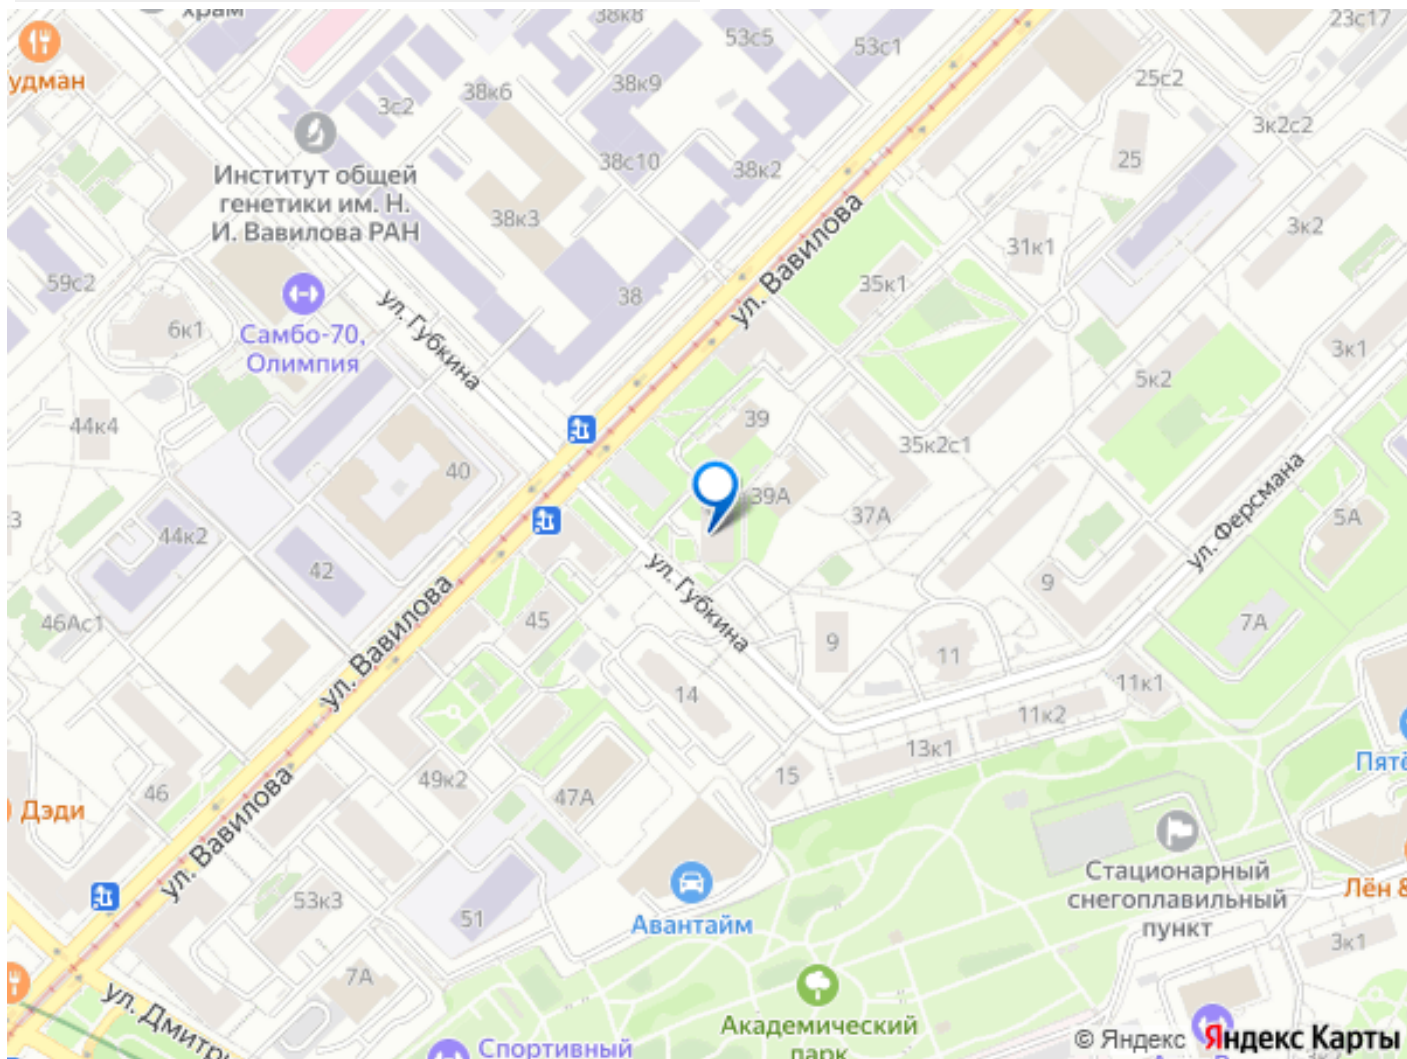 храм
38к8
53с5
53с1
23с17
удман
3с2
38к6
38к9
25с2
3к2с2
38с10
38к2
25
Институт общей
генетики им. Н.
И. Вавилова РАН
38к3
ул. Вавилова
31к1
3к2
59с2
38
35к1
ул. Губкина
6к1
Самбо-70,
Олимпия
3к1
5к2
44к4
39
35к2с1
40
39А
37А
ул. Ферсмана
5А
3
44к2
42
ул. Губкина
9
46Ас1
45
7А
ул. Вавилова
9
11
14
11к1
11к2
13к1
15
Пятё
46
49к2
47А
Дэди
ул. Вавилова
Стационарный
снегоплавильный
пункт
Лён &
53к3
51
Авантайм
3к1
7А
ул. Дмитр
Академический
парк
Спортивный
© Яндекс Яндекс Карты